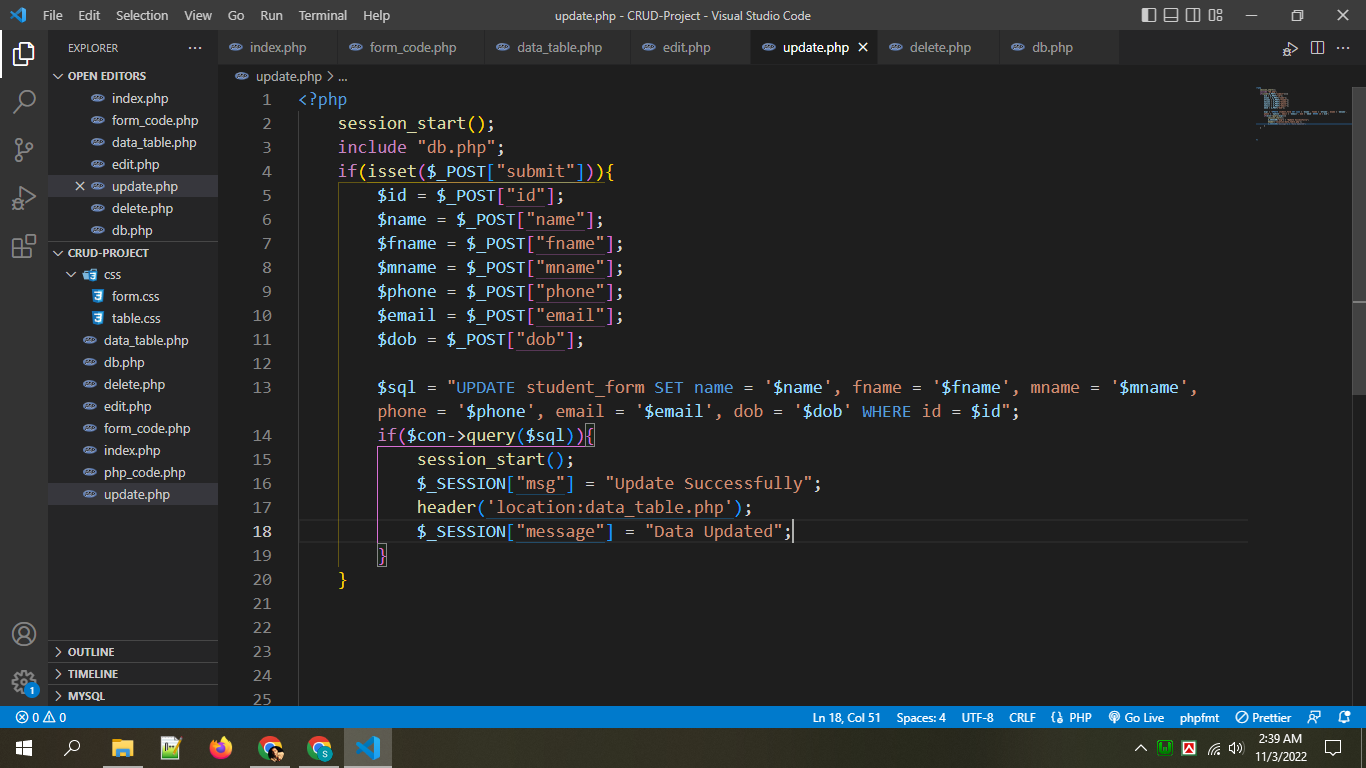 File Edit Selection View Go Run Terminal Help
update.php - CRUD-Project - Visual Studio Code
EXPLORER
index.php form_code.php data_table.php edit.php update.php delete.php db.php
OPEN EDITORS
index.php
form_code.php
data_table.php
edit.php
update.php
delete.php
db.php
CRUD-PROJECT
css
form.css
table.css
data_table.php
db.php
delete.php
edit.php
form_code.php
index.php
php_code.php
update.php
OUTLINE
TIMELINE
MYSQL
update.php > ...
1 <?php
2 session_start();
3 include "db.php";
4 if(isset($_POST["submit"])){
5 $id = $_POST["id"];
6 $name = $_POST["name"];
7 $fname = $_POST["fname"];
8 $mname = $_POST["mname"];
9 $phone = $_POST["phone"];
10 $email = $_POST["email"];
11 $dob = $_POST["dob"];
12
13 $sql = "UPDATE student_form SET name = '$name', fname = '$fname', mname = '$mname',
phone = '$phone', email = '$email', dob = '$dob' WHERE id = $id";
14 if($con->query($sql)){
15 session_start();
16 $_SESSION["msg"] = "Update Successfully";
17 header('location:data_table.php');
18 $_SESSION["message"] = "Data Updated";
19 }
20 }
21
22
23
24
25
1
0 0 Ln 18, Col 51 Spaces: 4 UTF-8 CRLF PHP Go Live phpfmt Prettier
S
2:39 AM
11/3/2022